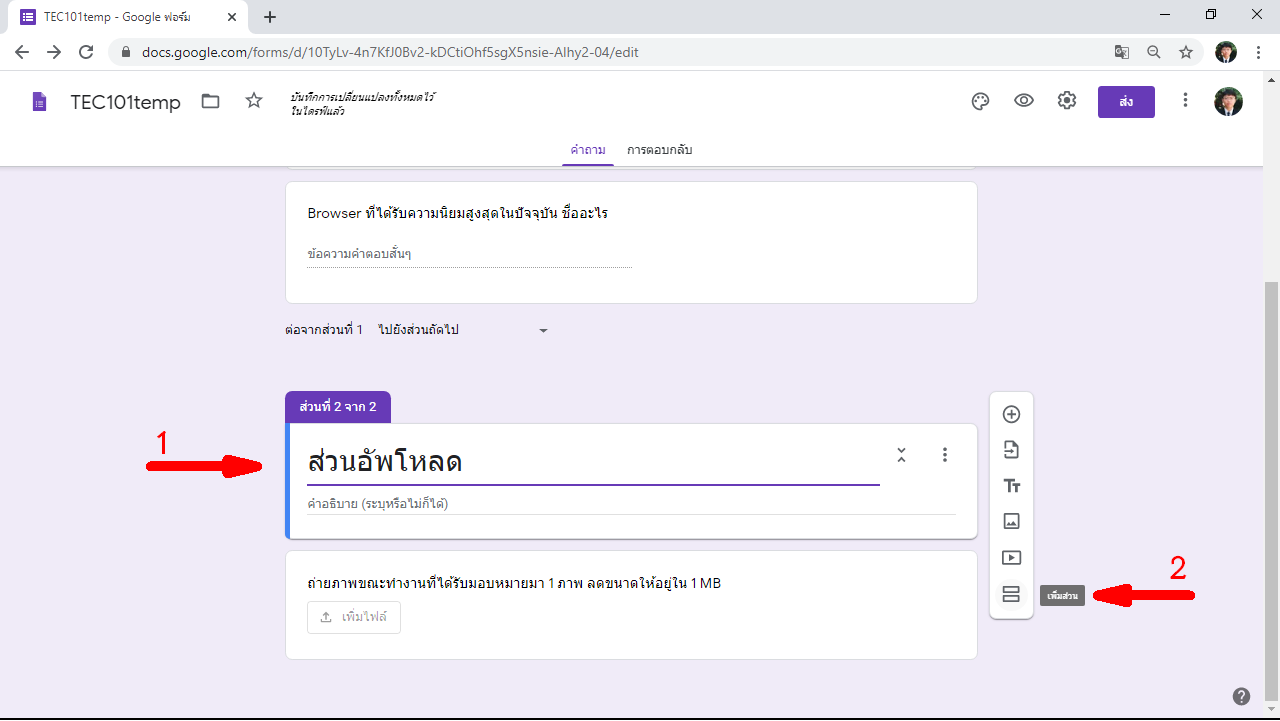 TEC101temp - Google ฟอร์ม
docs.google.com/forms/d/10TyLv-4n7KfJ0Bv2-kDCtiOhf5sgX5nsie-Alhy2-04/edit
TEC101temp
บันทึกการเปลี่ยนแปลงทั้งหมดไว้
ในไดรฟ์แล้ว
ส่ง
คำถาม การตอบกลับ
Browser ที่ได้รับความนิยมสูงสุดในปัจจุบัน ชื่ออะไร
ข้อความคำตอบสั้นๆ
ต่อจากส่วนที่ 1 ไปยังส่วนถัดไป
ส่วนที่ 2 จาก 2
1
ส่วนอัพโหลด
คำอธิบาย (ระบุหรือไม่ก็ได้)
Tт
2
เพิ่มส่วน
ถ่ายภาพขณะทำงานที่ได้รับมอบหมายมา 1 ภาพ ลดขนาดให้อยู่ใน 1 MB
เพิ่มไฟล์